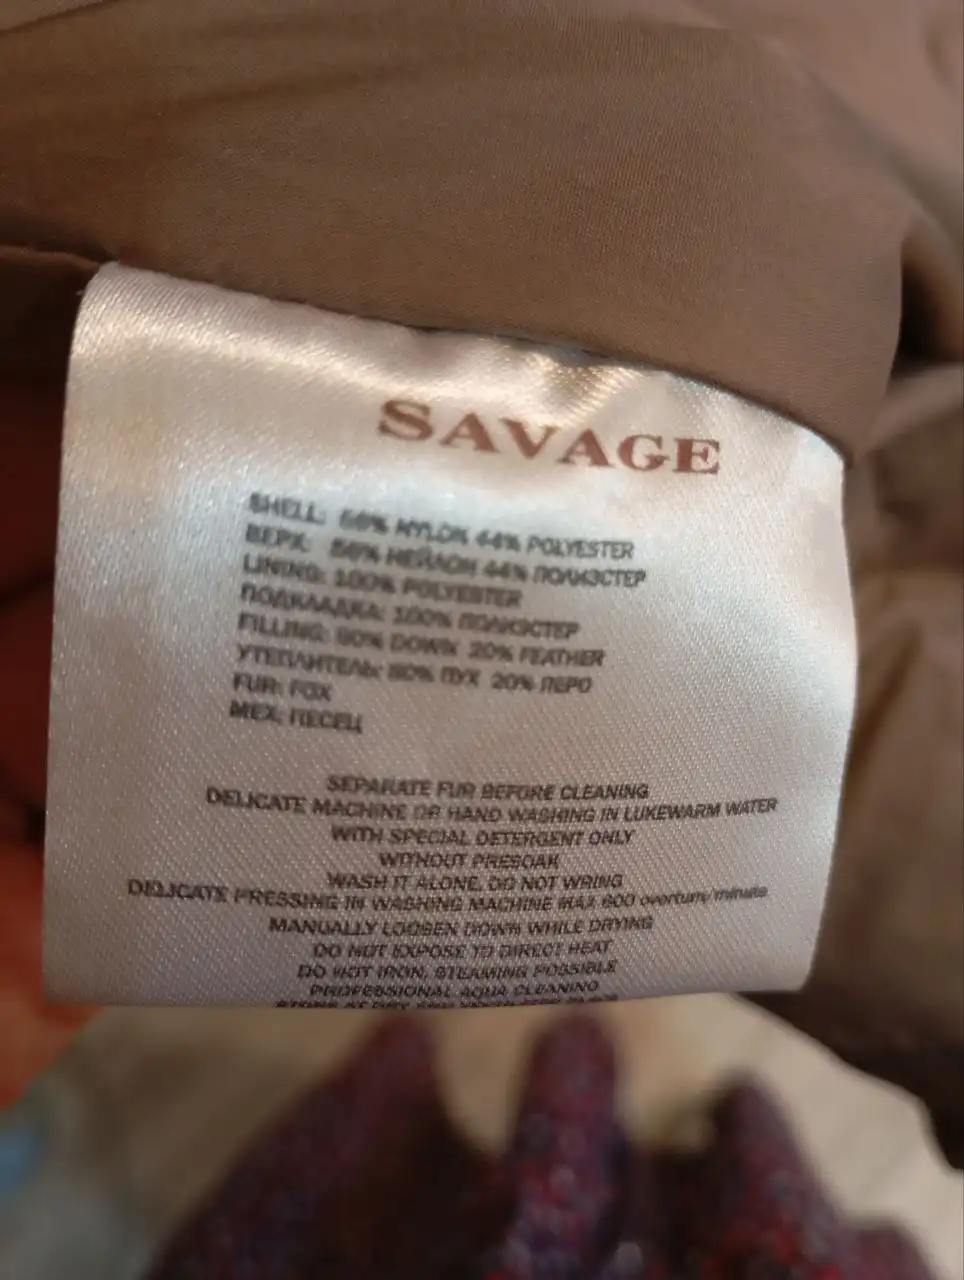 SAVAGE
SHELL: 56% NYLON 44% POLYESTER
ВЕРХ: 56% НЕЙЛОН 44% ПОЛИЭСТЕР
LINING: 100% POLYESTER
ПОДКЛАДКА: 100% ПОЛИЭСТЕР
FILLING: 80% DOWN 20% FEATHER
УТЕПЛИТЕЛЬ: 80% ПУХ 20% ПЕРО
FUR: FOX
МЕХ: ПЕСЕЦ
SEPARATE FUR BEFORE CLEANING
DELICATE MACHINE OR HAND WASHING IN LUKEWARM WATER
WITH SPECIAL DETERGENT ONLY
WITHOUT PRESOAK
WASH IT ALONE, DO NOT WRING
DELICATE PRESSING IN WASHING MACHINE MAX 600 overturn/minute
MANUALLY LOOSEN DOWN WHILE DRYING
DO NOT EXPOSE TO DIRECT HEAT
DO NOT IRON, STEAMING POSSIBLE
PROFESSIONAL AQUA CLEANING